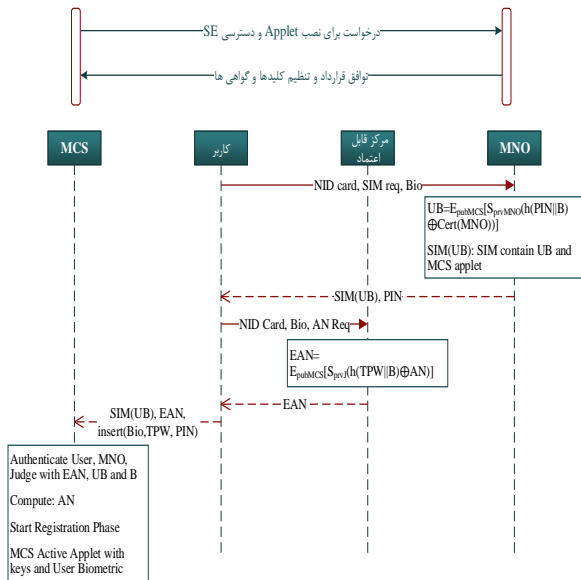 درخواست برای نصب Applet و دسترسی SE
توافق قرارداد و تنظیم کلیدها و گواهی ها
MCS
کاربر
مرکز قابل
اعتماد
MNO
NID card, SIM req, Bio
UB=EpubMCS[SprvMNO(h(PIN||B)
⊕Cert(MNO))]
SIM(UB): SIM contain UB and
MCS applet
SIM(UB), PIN
NID Card, Bio, AN Req
EAN=
EpubMCS[SprvJ(h(TPW||B)⊕AN)]
EAN
SIM(UB), EAN,
insert(Bio,TPW, PIN)
Authenticate User, MNO,
Judge with EAN, UB and B
Compute: AN
Start Registration Phase
MCS Active Applet with
keys and User Biometric